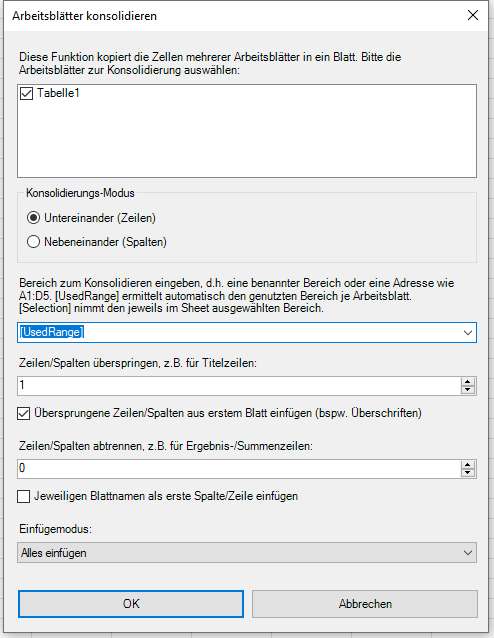 Arbeitsblätter konsolidieren
Diese Funktion kopiert die Zellen mehrerer Arbeitsblätter in ein Blatt. Bitte die
Arbeitsblätter zur Konsolidierung auswählen:
Tabelle1
Konsolidierungs-Modus
Untereinander (Zeilen)
Nebeneinander (Spalten)
Bereich zum Konsolidieren eingeben, d.h. eine benannter Bereich oder eine Adresse wie
A1:D5. [UsedRange] ermittelt automatisch den genutzten Bereich je Arbeitsblatt.
[Selection] nimmt den jeweils im Sheet ausgewählten Bereich.
[UsedRange]
Zeilen/Spalten überspringen, z.B. für Titelzeilen:
1
Übersprungene Zeilen/Spalten aus erstem Blatt einfügen (bspw. Überschriften)
Zeilen/Spalten abtrennen, z.B. für Ergebnis-/Summenzeilen:
0
Jeweiligen Blattnamen als erste Spalte/Zeile einfügen
Einfügemodus:
Alles einfügen
OK
Abbrechen